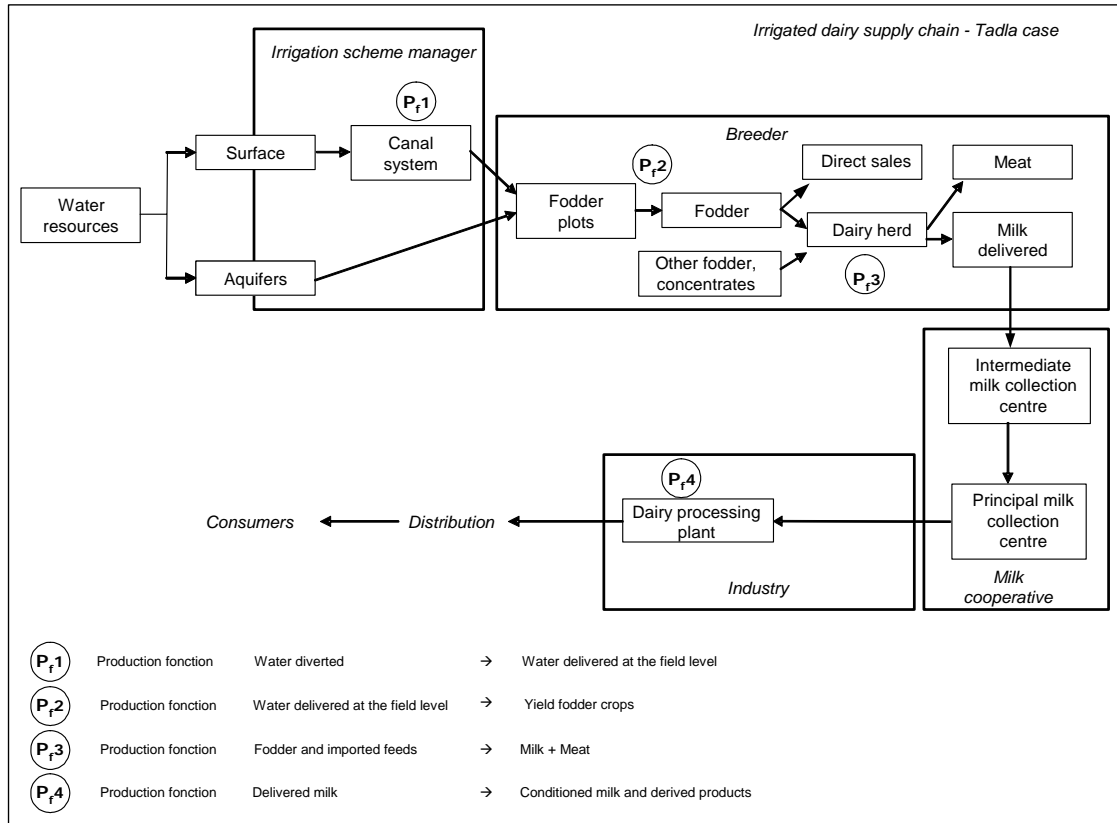 Irrigated dairy supply chain - Tadla case
Irrigation scheme manager
Pf1
Breeder
Surface
Canal
system
Direct sales
Meat
Pf2
Water
resources
Fodder
plots
Fodder
Dairy herd
Milk
delivered
Aquifers
Other fodder,
concentrates
Pf3
Intermediate
milk collection
centre
Pf4
Consumers
Distribution
Dairy processing
plant
Principal milk
collection
centre
Industry
Milk
cooperative
Pf1 Production fonction Water diverted → Water delivered at the field level
Pf2 Production fonction Water delivered at the field level → Yield fodder crops
Pf3 Production fonction Fodder and imported feeds → Milk + Meat
Pf4 Production fonction Delivered milk → Conditioned milk and derived products